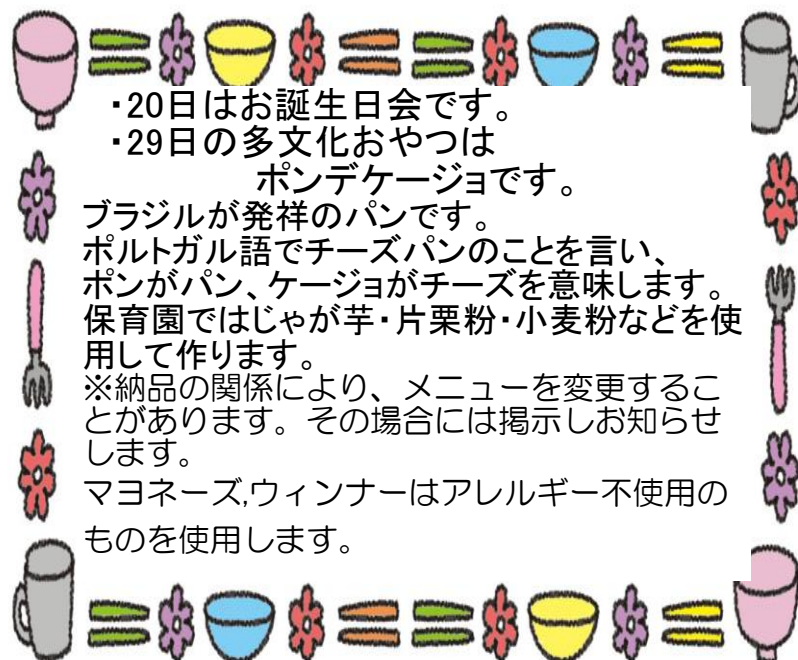 ・20日はお誕生日会です。
・29日の多文化おやつは
ポンデケージョです。
ブラジルが発祥のパンです。
ポルトガル語でチーズパンのことを言い、
ポンがパン、ケージョがチーズを意味します。
保育園ではじゃが芋・片栗粉・小麦粉などを使
用して作ります。
※納品の関係により、メニューを変更するこ
とがあります。その場合には掲示しお知らせ
します。
マヨネーズ,ウィンナーはアレルギー不使用の
ものを使用します。